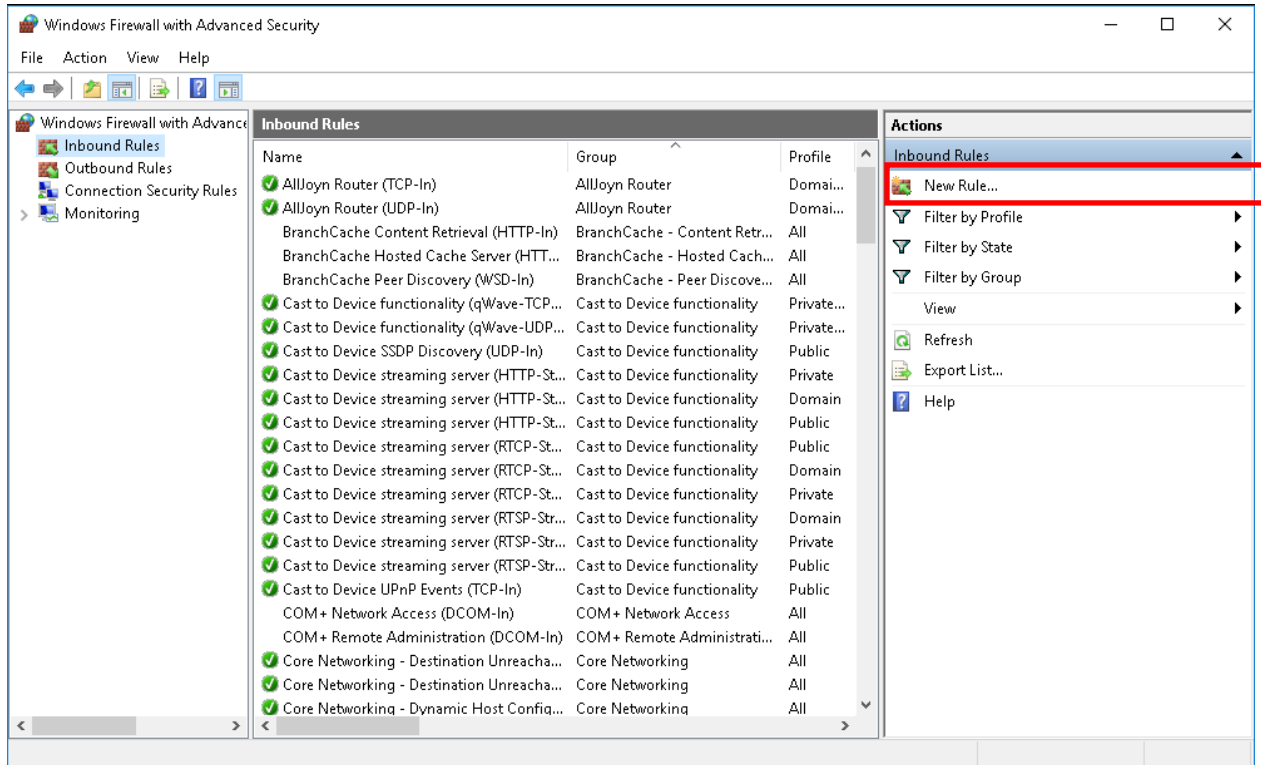 Windows Firewall with Advanced Security
File Action View Help
Windows Firewall with Advance
Inbound Rules
Outbound Rules
Connection Security Rules
Monitoring
Inbound Rules
Name Group Profile
AllJoyn Router (TCP-In) AllJoyn Router Domai...
AllJoyn Router (UDP-In) AllJoyn Router Domai...
BranchCache Content Retrieval (HTTP-In) BranchCache - Content Retr... All
BranchCache Hosted Cache Server (HTT... BranchCache - Hosted Cach... All
BranchCache Peer Discovery (WSD-In) BranchCache - Peer Discove... All
Cast to Device functionality (qWave-TCP... Cast to Device functionality Private...
Cast to Device functionality (qWave-UDP... Cast to Device functionality Private...
Cast to Device SSDP Discovery (UDP-In) Cast to Device functionality Public
Cast to Device streaming server (HTTP-St... Cast to Device functionality Private
Cast to Device streaming server (HTTP-St... Cast to Device functionality Domain
Cast to Device streaming server (HTTP-St... Cast to Device functionality Public
Cast to Device streaming server (RTCP-St... Cast to Device functionality Public
Cast to Device streaming server (RTCP-St... Cast to Device functionality Domain
Cast to Device streaming server (RTCP-St... Cast to Device functionality Private
Cast to Device streaming server (RTSP-Str... Cast to Device functionality Domain
Cast to Device streaming server (RTSP-Str... Cast to Device functionality Private
Cast to Device streaming server (RTSP-Str... Cast to Device functionality Public
Cast to Device UPnP Events (TCP-In) Cast to Device functionality Public
COM+ Network Access (DCOM-In) COM+ Network Access All
COM+ Remote Administration (DCOM-In) COM+ Remote Administrati... All
Core Networking - Destination Unreacha... Core Networking All
Core Networking - Destination Unreacha... Core Networking All
Core Networking - Dynamic Host Config... Core Networking All
Actions
Inbound Rules
New Rule...
Filter by Profile
Filter by State
Filter by Group
View
Refresh
Export List...
Help